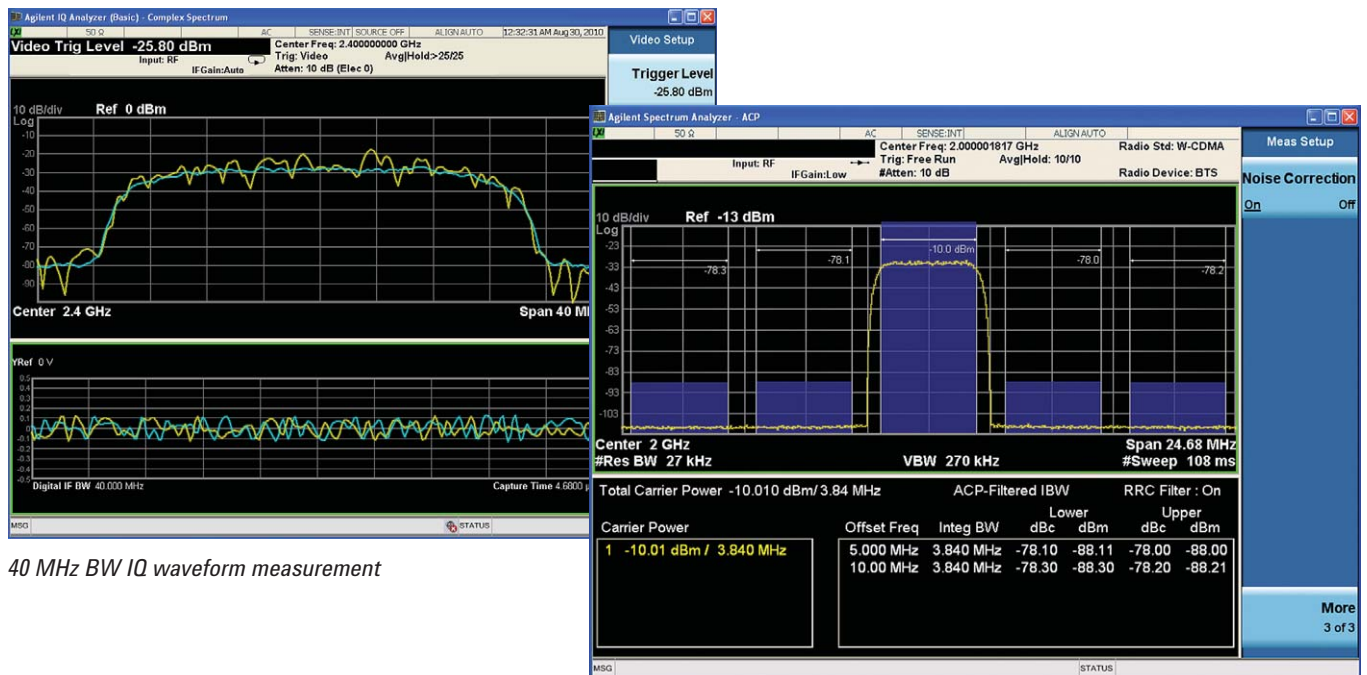 Agilent IQ Analyzer (Basic) - Complex Spectrum
LXI
50 Ω
AC
SENSE:INT
SOURCE OFF
ALIGN AUTO
12:32:31 AM Aug 30, 2010
Video Trig Level -25.80 dBm
Input: RF
IFGain:Auto
Center Freq: 2.400000000 GHz
Trig: Video
Avg|Hold:>25/25
Atten: 10 dB (Elec 0)
Video Setup
Trigger Level
-25.80 dBm
10 dB/div
Ref 0 dBm
Log
-10
-20
-30
-40
-50
-60
-70
-80
-90
Center 2.4 GHz
Span 40 M
YRef 0 V
0.5
0.4
0.3
0.2
0.1
0
-0.1
-0.2
-0.3
-0.4
-0.5
Digital IF BW 40.000 MHz
Capture Time 4.6800
MSG
STATUS
40 MHz BW IQ waveform measurement
Agilent Spectrum Analyzer - ACP
LXI
50 Ω
AC
SENSE:INT
ALIGN AUTO
Input: RF
IFGain:Low
Center Freq: 2.000001817 GHz
Trig: Free Run
Avg|Hold: 10/10
#Atten: 10 dB
Radio Std: W-CDMA
Radio Device: BTS
Meas Setup
Noise Correction
On Off
10 dB/div
Ref -13 dBm
Log
-23
-33
-43
-53
-63
-73
-83
-93
-103
-78.3
-78.1
-10.0 dBm
-78.0
-78.2
Center 2 GHz
Span 24.68 MHz
#Res BW 27 kHz
VBW 270 kHz
#Sweep 108 ms
Total Carrier Power -10.010 dBm/ 3.84 MHz
ACP-Filtered IBW
RRC Filter : On
Lower Upper
Carrier Power
Offset Freq Integ BW dBc dBm dBc dBm
1 -10.01 dBm / 3.840 MHz
5.000 MHz 3.840 MHz -78.10 -88.11 -78.00 -88.00
10.00 MHz 3.840 MHz -78.30 -88.30 -78.20 -88.21
More
3 of 3
MSG
STATUS